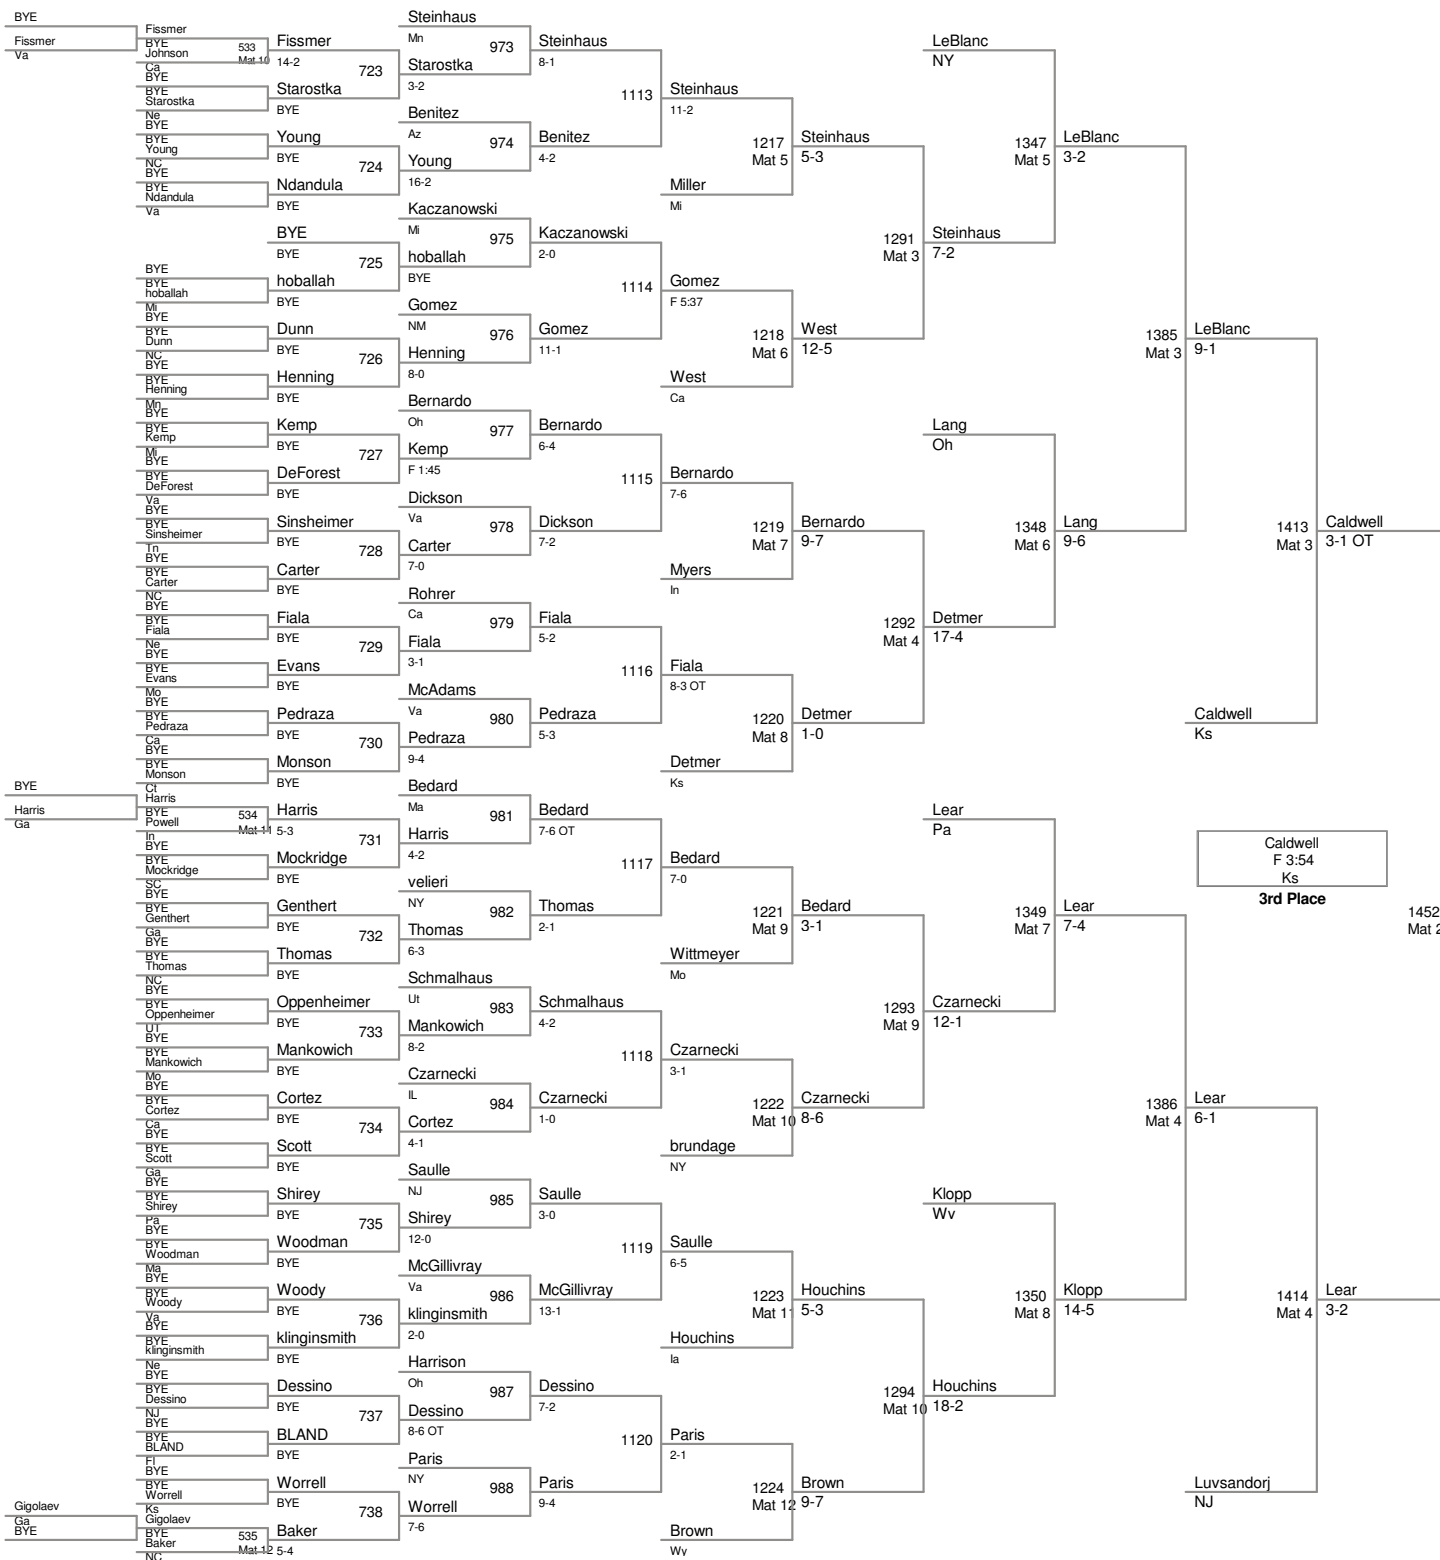 BYE
Fissmer
Va
Fissmer
BYE
Johnson
Ca
533
Mat 10
BYE
BYE
Starostka
Ne
BYE
BYE
Young
NC
BYE
BYE
Ndandula
Va
BYE
BYE
hoballah
Mi
BYE
BYE
Dunn
NC
BYE
BYE
Henning
Mn
BYE
BYE
Kemp
Mi
BYE
BYE
DeForest
Va
BYE
BYE
Sinsheimer
Tn
BYE
BYE
Carter
NC
BYE
BYE
Fiala
Ne
BYE
BYE
Evans
Mo
BYE
BYE
Pedraza
Ca
BYE
BYE
Monson
Ct
BYE
Harris
Ga
Harris
BYE
Powell
In
534
Mat 11
BYE
BYE
Mockridge
SC
BYE
BYE
Genthert
Ga
BYE
BYE
Thomas
NC
BYE
BYE
Oppenheimer
UT
BYE
BYE
Mankowich
Mo
BYE
BYE
Cortez
Ca
BYE
BYE
Scott
Ga
BYE
BYE
Shirey
Pa
BYE
BYE
Woodman
Ma
BYE
BYE
Woody
Va
BYE
BYE
klinginsmith
Ne
BYE
BYE
Dessino
NJ
BYE
BYE
BLAND
Fl
BYE
BYE
Worrell
Ks
Gigolaev
Ga
BYE
Gigolaev
BYE
Baker
NC
535
Mat 12
Fissmer
14-2
723
Starostka
BYE
Young
BYE
724
Ndandula
BYE
BYE
BYE
725
hoballah
BYE
Dunn
BYE
726
Henning
BYE
Kemp
BYE
727
DeForest
BYE
Sinsheimer
BYE
728
Carter
BYE
Fiala
BYE
729
Evans
BYE
Pedraza
BYE
730
Monson
BYE
Harris
5-3
731
Mockridge
BYE
Genthert
BYE
732
Thomas
BYE
Oppenheimer
BYE
733
Mankowich
BYE
Cortez
BYE
734
Scott
BYE
Shirey
BYE
735
Woodman
BYE
Woody
BYE
736
klinginsmith
BYE
Dessino
BYE
737
BLAND
BYE
Worrell
BYE
738
Baker
5-4
Steinhaus
Mn
973
Starostka
3-2
Benitez
Az
974
Young
16-2
Kaczanowski
Mi
975
hoballah
BYE
Gomez
NM
976
Henning
8-0
Bernardo
Oh
977
Kemp
F 1:45
Dickson
Va
978
Carter
7-0
Rohrer
Ca
979
Fiala
3-1
McAdams
Va
980
Pedraza
9-4
Bedard
Ma
981
Harris
4-2
velieri
NY
982
Thomas
6-3
Schmalhaus
Ut
983
Mankowich
8-2
Czarnecki
IL
984
Cortez
4-1
Saulle
NJ
985
Shirey
12-0
McGillivray
Va
986
klinginsmith
2-0
Harrison
Oh
987
Dessino
8-6 OT
Paris
NY
988
Worrell
7-6
Steinhaus
8-1
1113
Benitez
4-2
Kaczanowski
2-0
1114
Gomez
11-1
Bernardo
6-4
1115
Dickson
7-2
Fiala
5-2
1116
Pedraza
5-3
Bedard
7-6 OT
1117
Thomas
2-1
Schmalhaus
4-2
1118
Czarnecki
1-0
Saulle
3-0
1119
McGillivray
13-1
Dessino
7-2
1120
Paris
9-4
Steinhaus
11-2
1217
Mat 5
Miller
Mi
Gomez
F 5:37
1218
Mat 6
West
Ca
Bernardo
7-6
1219
Mat 7
Myers
In
Fiala
8-3 OT
1220
Mat 8
Detmer
Ks
Bedard
7-0
1221
Mat 9
Wittmeyer
Mo
Czarnecki
3-1
1222
Mat 10
brundage
NY
Saulle
6-5
1223
Mat 11
Houchins
Ia
Paris
2-1
1224
Mat 12
Brown
Wy
Steinhaus
5-3
1291
Mat 3
West
12-5
Bernardo
9-7
1292
Mat 4
Detmer
1-0
Bedard
3-1
1293
Mat 9
Czarnecki
8-6
Houchins
5-3
1294
Mat 10
Brown
9-7
LeBlanc
NY
1347
Mat 5
Steinhaus
7-2
Lang
Oh
1348
Mat 6
Detmer
17-4
Lear
Pa
1349
Mat 7
Czarnecki
12-1
Klopp
Wv
1350
Mat 8
Houchins
18-2
LeBlanc
3-2
1385
Mat 3
Lang
9-6
Lear
7-4
1386
Mat 4
Klopp
14-5
LeBlanc
9-1
1413
Mat 3
Caldwell
Ks
Lear
6-1
1414
Mat 4
Luvsandorj
NJ
Caldwell
3-1 OT
Caldwell
F 3:54
Ks
3rd Place
1452
Mat 2
Lear
3-2